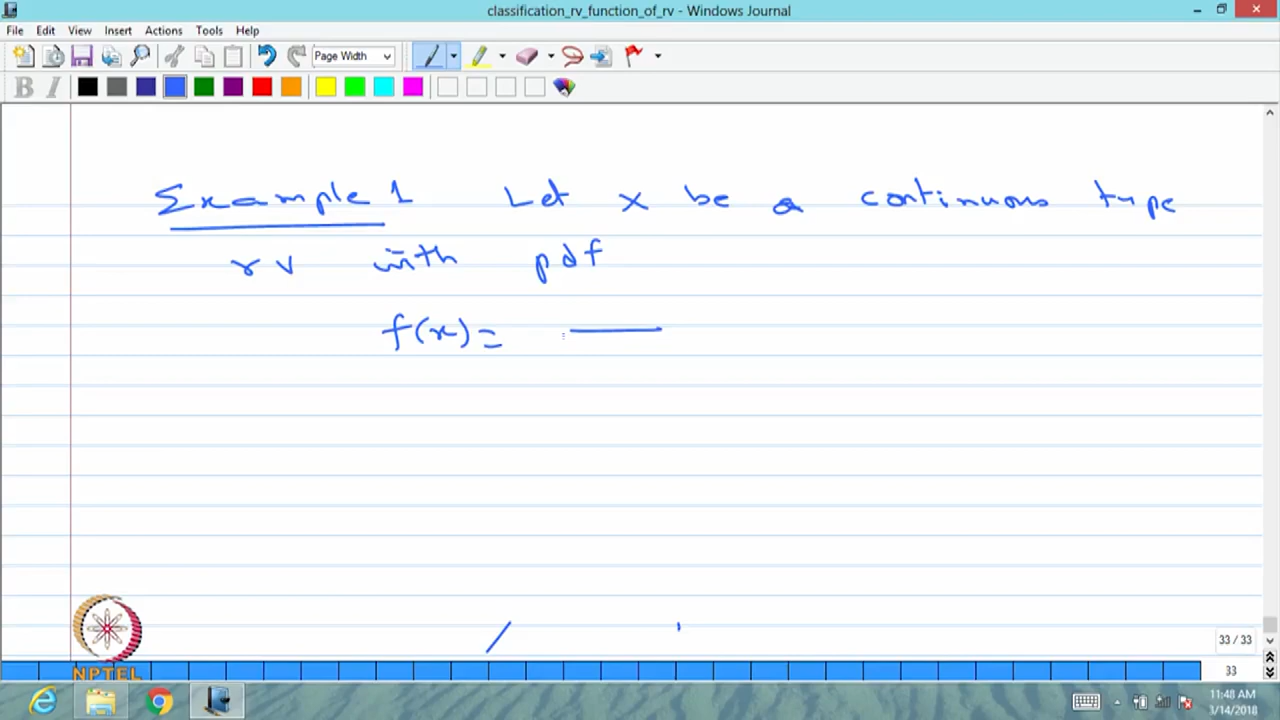 classification_rv_function_of_rv - Windows Journal
File Edit View Insert Actions Tools Help
Page Width
B I
Example 1 Let X be a continuous type
rv with pdf
f(x) =
33 / 33
NPTEL
33
11:48 AM
3/14/2018